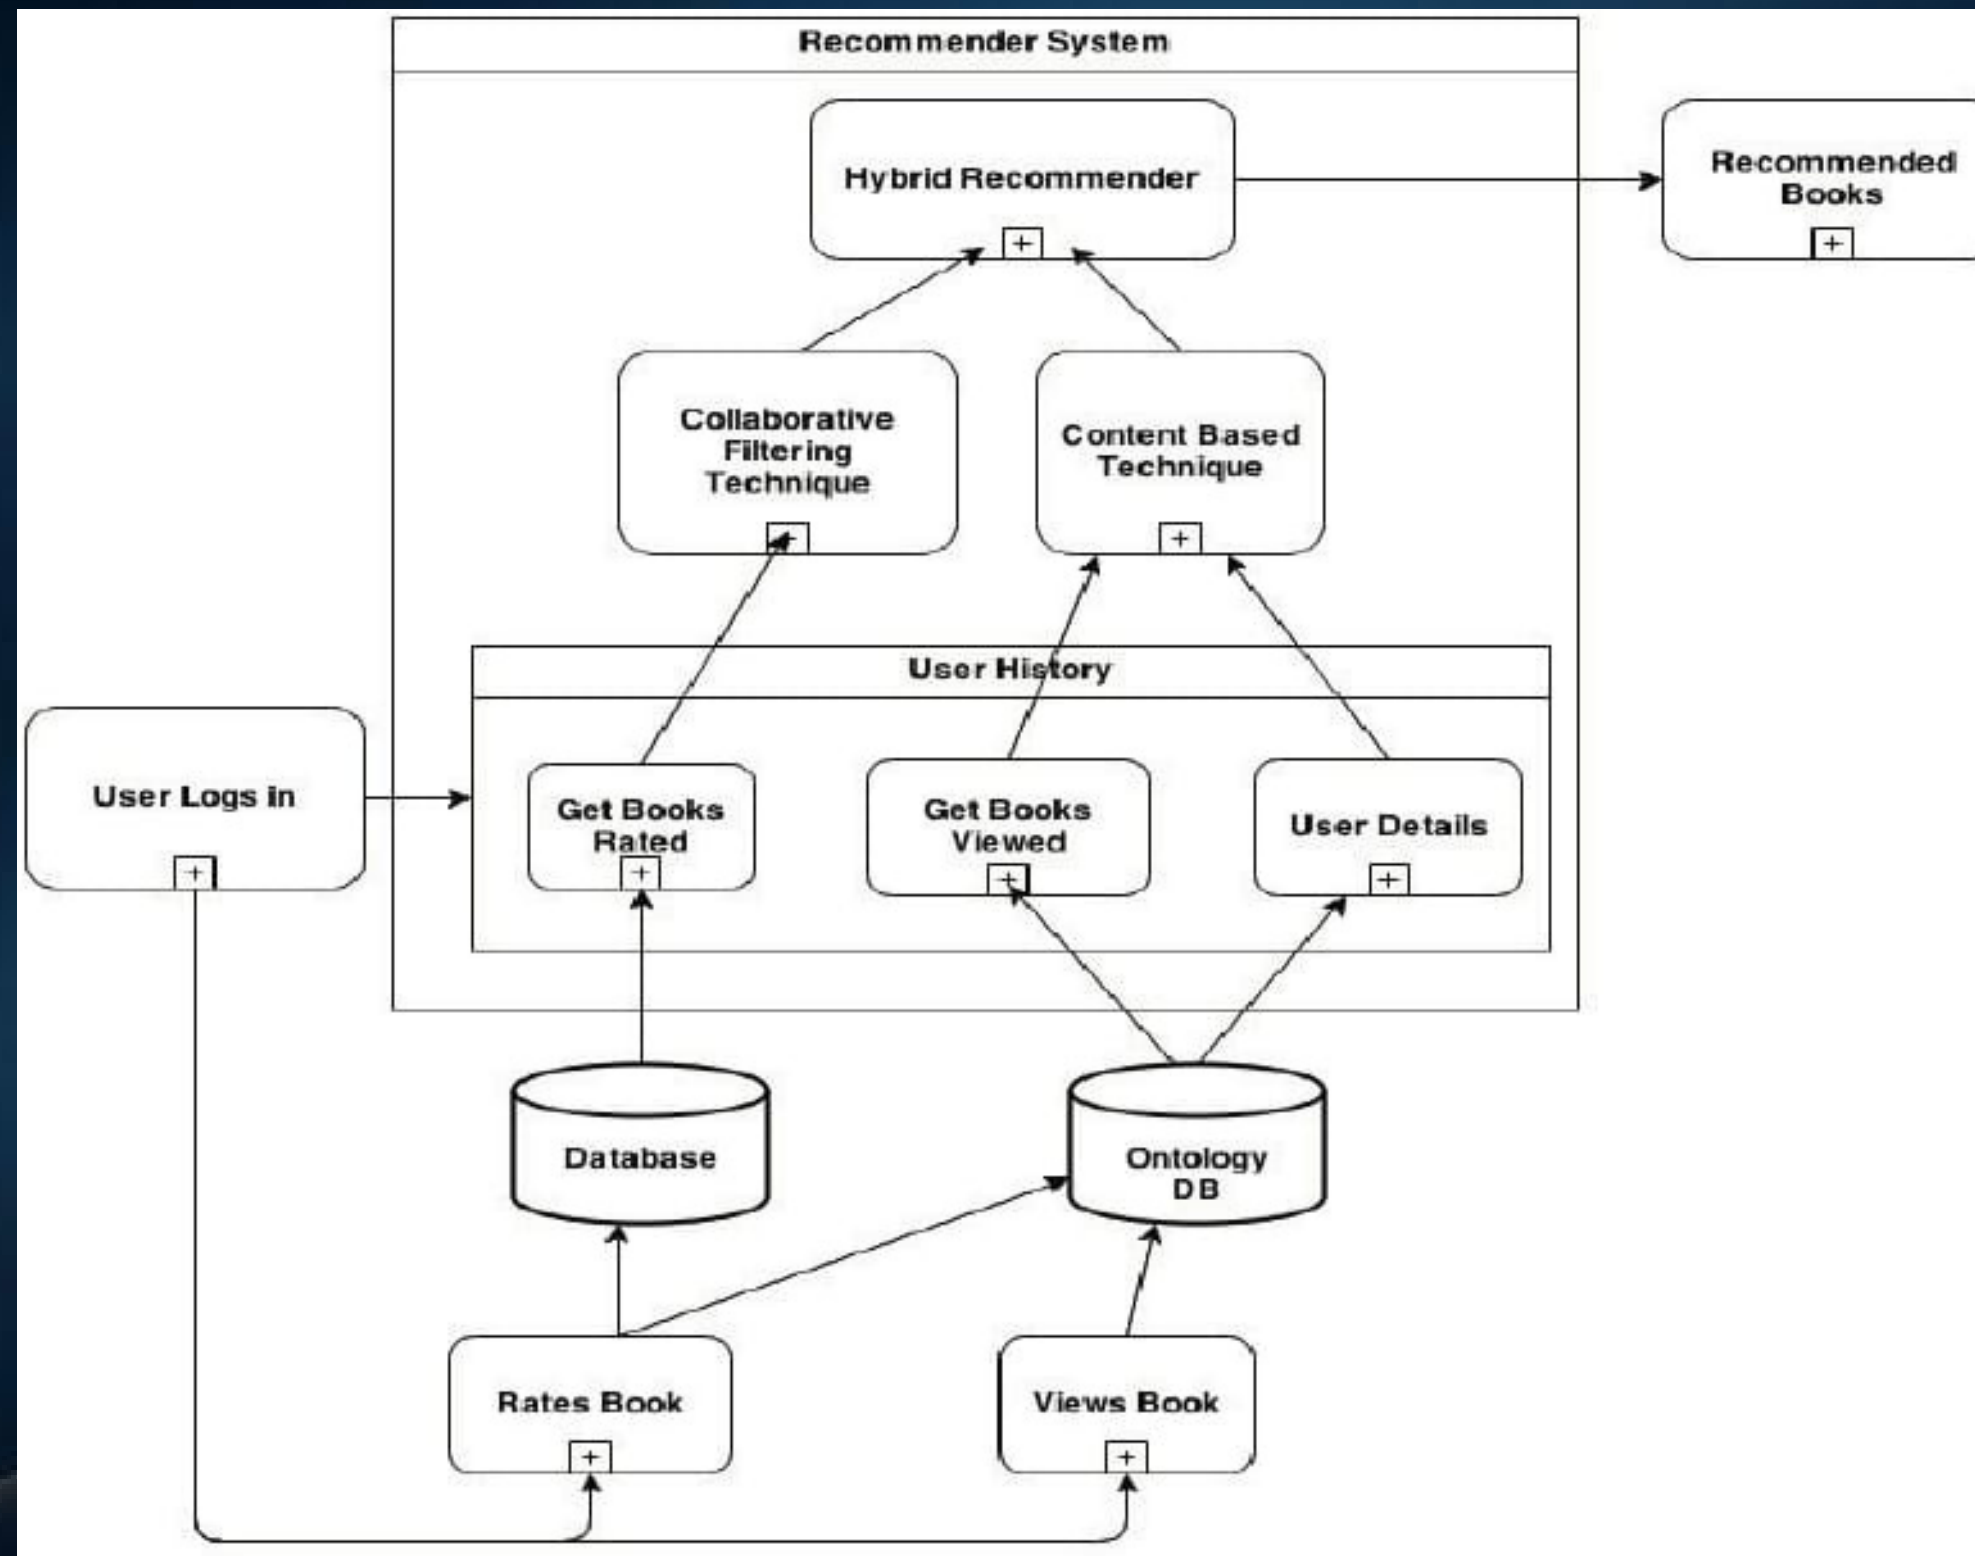 Recommender System
Hybrid Recommender
Recommended
Books
Collaborative
Filtering
Technique
Content Based
Technique
User History
User Logs in
Get Books
Rated
Get Books
Viewed
User Details
Database
Ontology
DB
Rates Book
Views Book